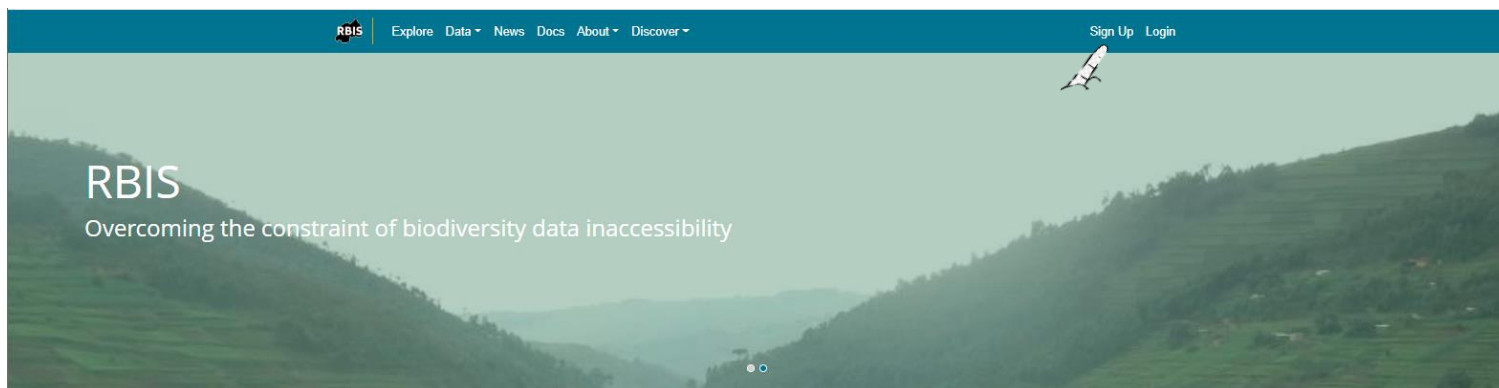 RBIS Explore Data News Docs About Discover Sign Up Login
RBIS
Overcoming the constraint of biodiversity data inaccessibility